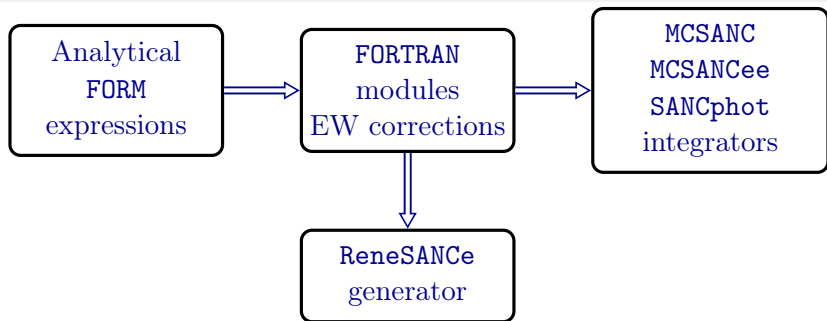 Analytical
FORM
expressions
FORTRAN
modules
EW corrections
MCSANC
MCSANCee
SANCphot
integrators
ReneSANCe
generator